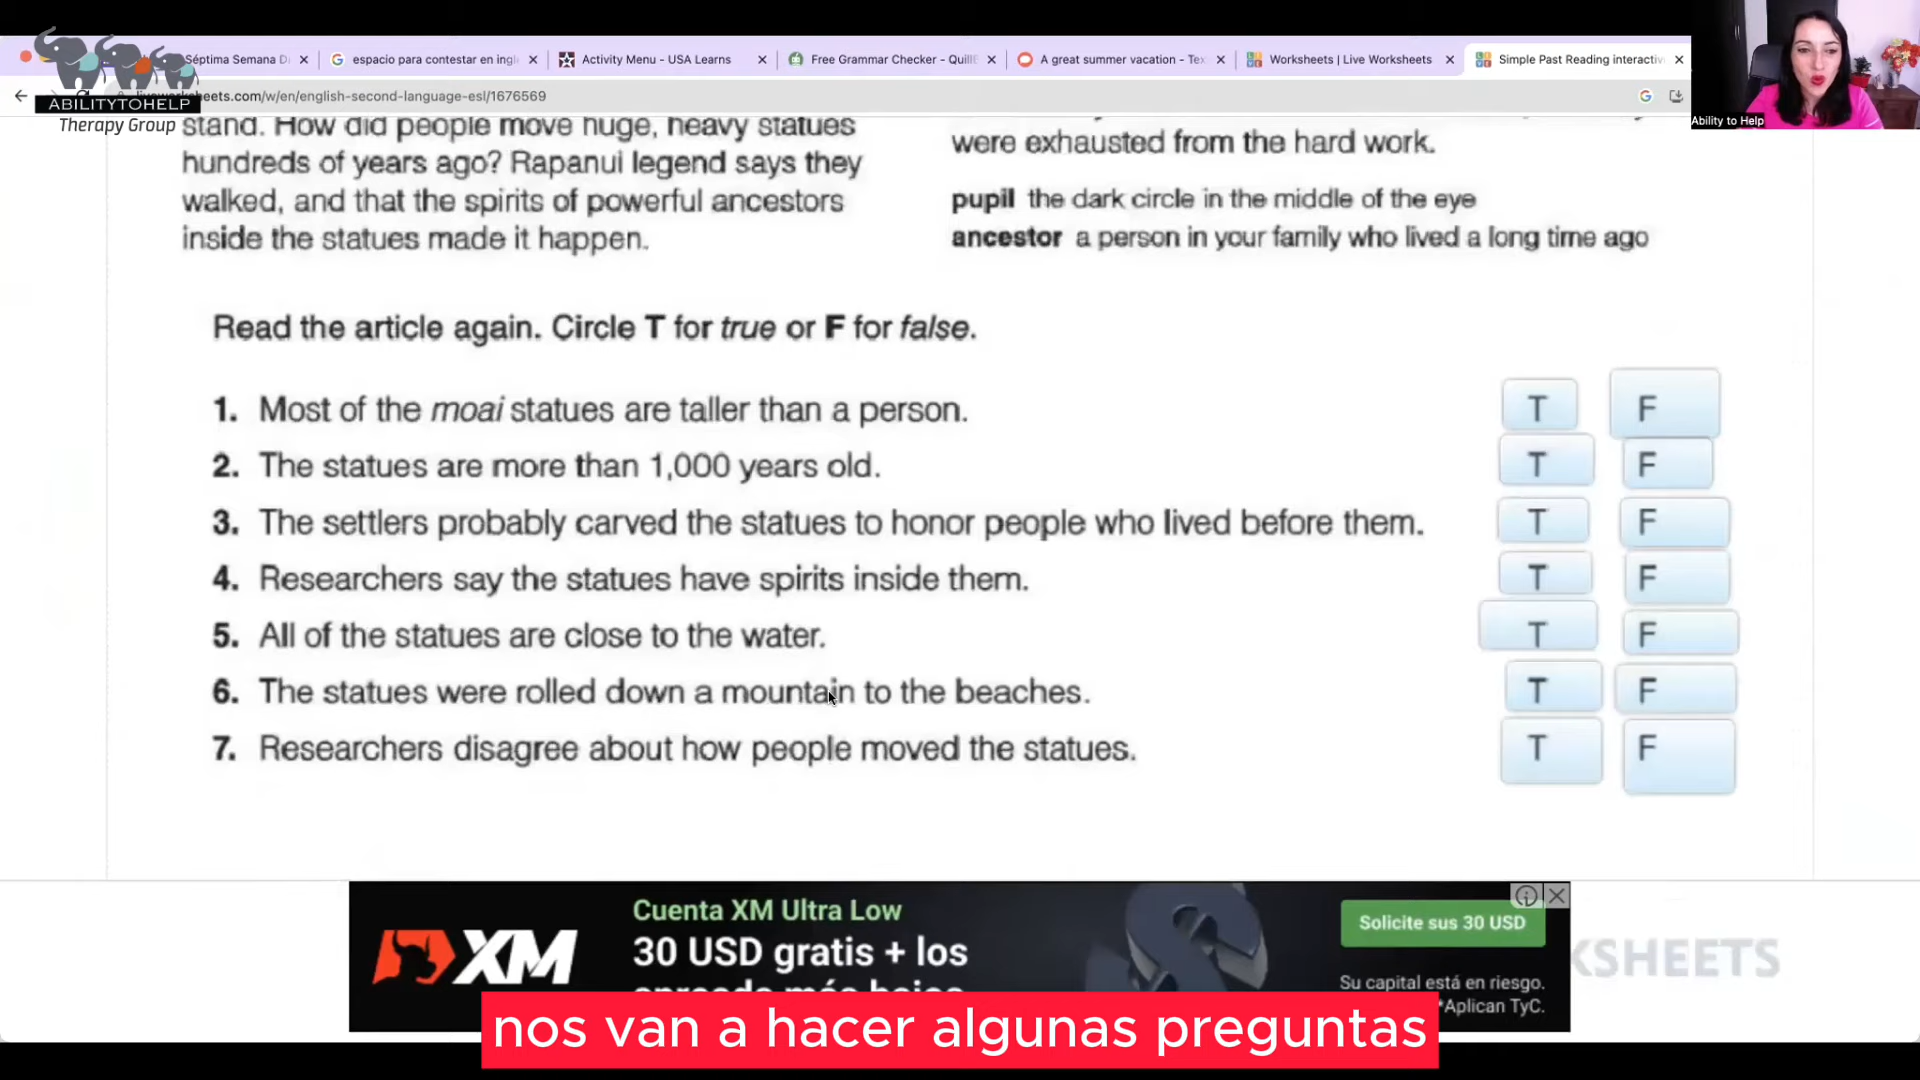 Séptima Semana D
espacio para contestar en ingl
Activity Menu - USA Learns
Free Grammar Checker - Quill
A great summer vacation - Tex
Worksheets | Live Worksheets
Simple Past Reading interactiv
ABILITYTOHELP
Therapy Group
sheets.com/w/en/english-second-language-esl/1676569
Ability to Help
stand. How did people move huge, heavy statues
hundreds of years ago? Rapanui legend says they
walked, and that the spirits of powerful ancestors
inside the statues made it happen.
were exhausted from the hard work.
pupil the dark circle in the middle of the eye
ancestor a person in your family who lived a long time ago
Read the article again. Circle T for true or F for false.
1. Most of the moai statues are taller than a person. T F
2. The statues are more than 1,000 years old. T F
3. The settlers probably carved the statues to honor people who lived before them. T F
4. Researchers say the statues have spirits inside them. T F
5. All of the statues are close to the water. T F
6. The statues were rolled down a mountain to the beaches. T F
7. Researchers disagree about how people moved the statues. T F
XM
Cuenta XM Ultra Low
30 USD gratis + los
Solicite sus 30 USD
Su capital está en riesgo.
*Aplican TyC.
KSHEETS
nos van a hacer algunas preguntas